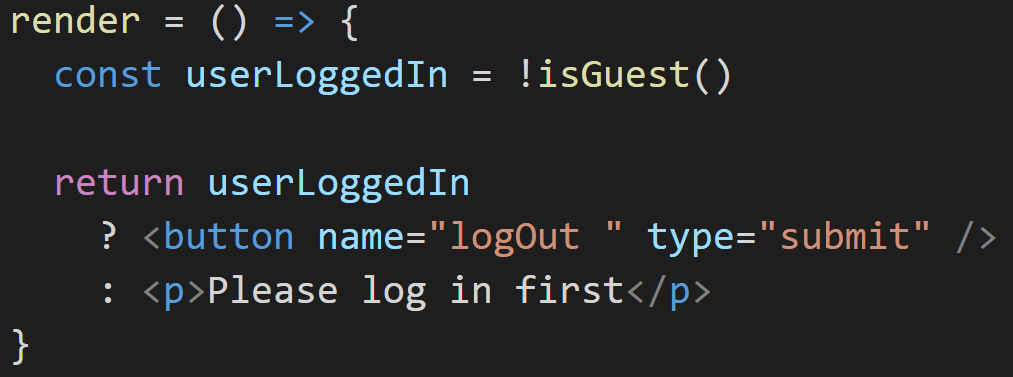 render = () => {
const userLoggedIn = !isGuest()
return userLoggedIn
? <button name="logOut " type="submit" />
: <p>Please log in first</p>
}